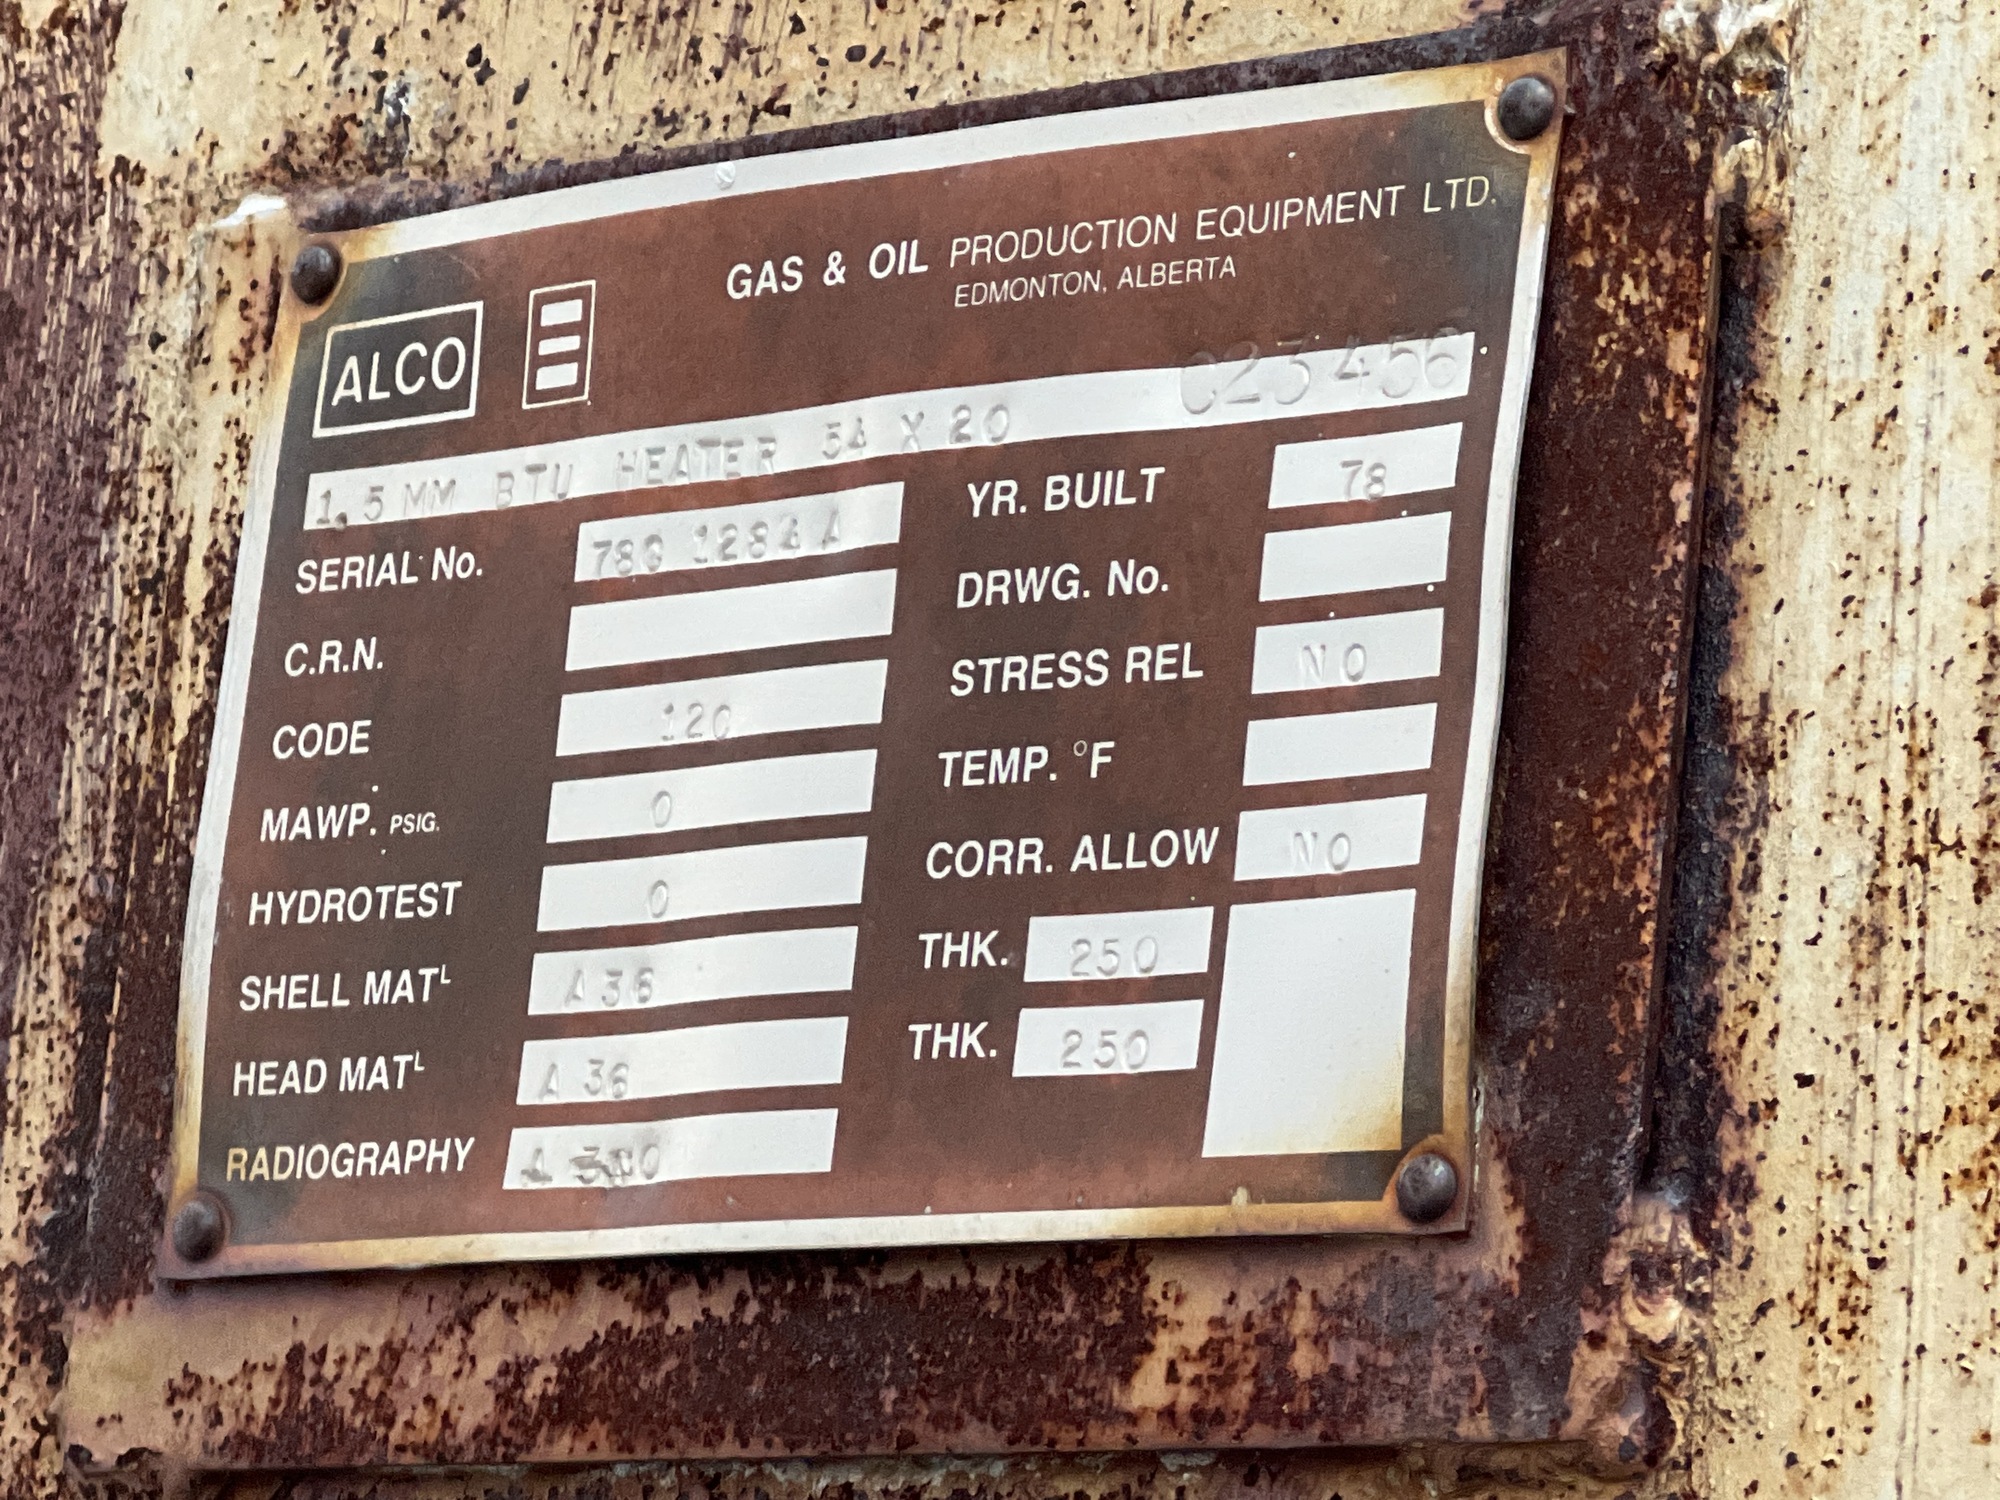 GAS & OIL PRODUCTION EQUIPMENT LTD.
EDMONTON, ALBERTA
ALCO
C23456
1.5 MM BTU HEATER 54 X 20
SERIAL No.
YR. BUILT 78
C.R.N.
DRWG. No.
CODE 120
STRESS REL NO
MAWP. PSIG. 0
TEMP. °F
HYDROTEST 0
CORR. ALLOW NO
SHELL MATL A 36
THK. 250
HEAD MATL A 36
THK. 250
RADIOGRAPHY